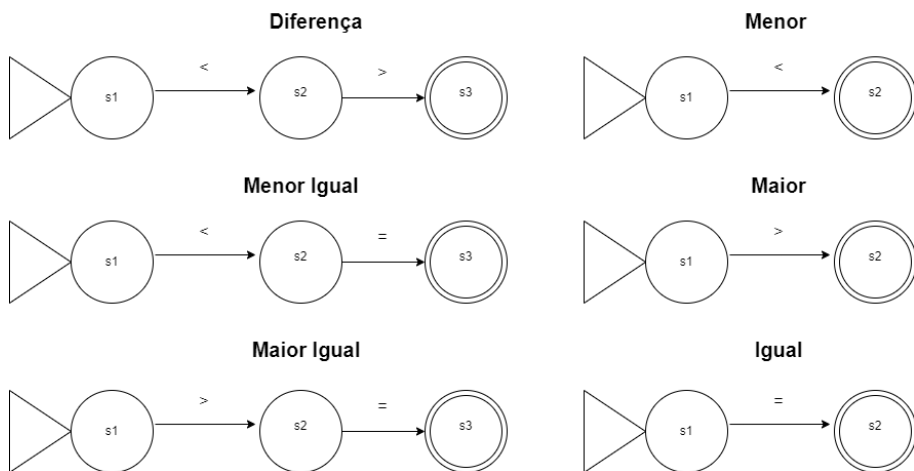 Diferença
s1 < s2 > s3
Menor
s1 < s2
Menor Igual
s1 < s2 = s3
Maior
s1 > s2
Maior Igual
s1 > s2 = s3
Igual
s1 = s2